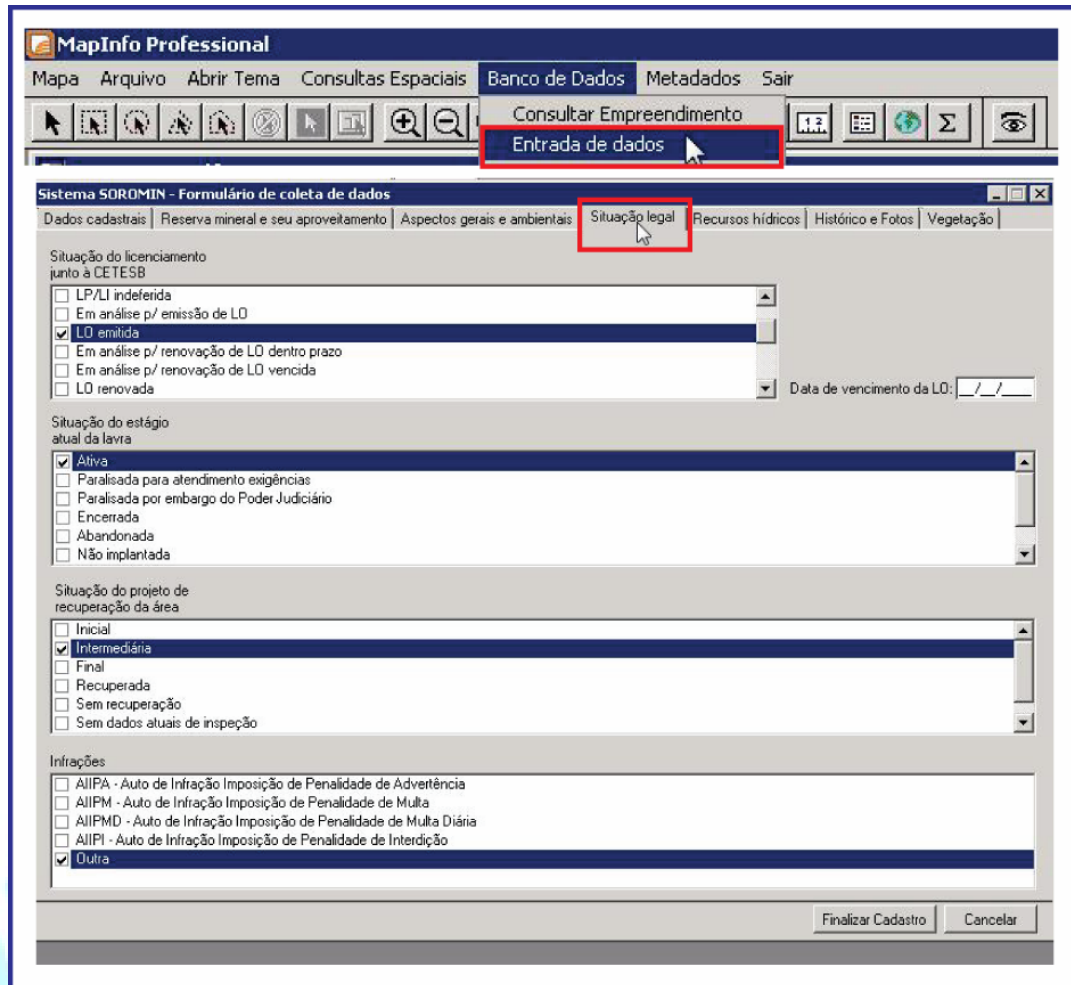 MapInfo Professional
Mapa Arquivo Abrir Tema Consultas Espaciais Banco de Dados Metadados Sair
Consultar Empreendimento
Entrada de dados
Sistema SOROMIN - Formulário de coleta de dados
Dados cadastrais Reserva mineral e seu aproveitamento Aspectos gerais e ambientais Situação legal Recursos hídricos Histórico e Fotos Vegetação
Situação do licenciamento
junto à CETESB
LP/LI indeferida
Em análise p/ emissão de LO
LO emitida
Em análise p/ renovação de LO dentro prazo
Em análise p/ renovação de LO vencida
LO renovada
Data de vencimento da LO: __/__/____
Situação do estágio
atual da lavra
Ativa
Paralisada para atendimento exigências
Paralisada por embargo do Poder Judiciário
Encerrada
Abandonada
Não implantada
Situação do projeto de
recuperação da área
Inicial
Intermediária
Final
Recuperada
Sem recuperação
Sem dados atuais de inspeção
Infrações
AIIPA - Auto de Infração Imposição de Penalidade de Advertência
AIIPM - Auto de Infração Imposição de Penalidade de Multa
AIIPMD - Auto de Infração Imposição de Penalidade de Multa Diária
AIIPI - Auto de Infração Imposição de Penalidade de Interdição
Outra
Finalizar Cadastro Cancelar